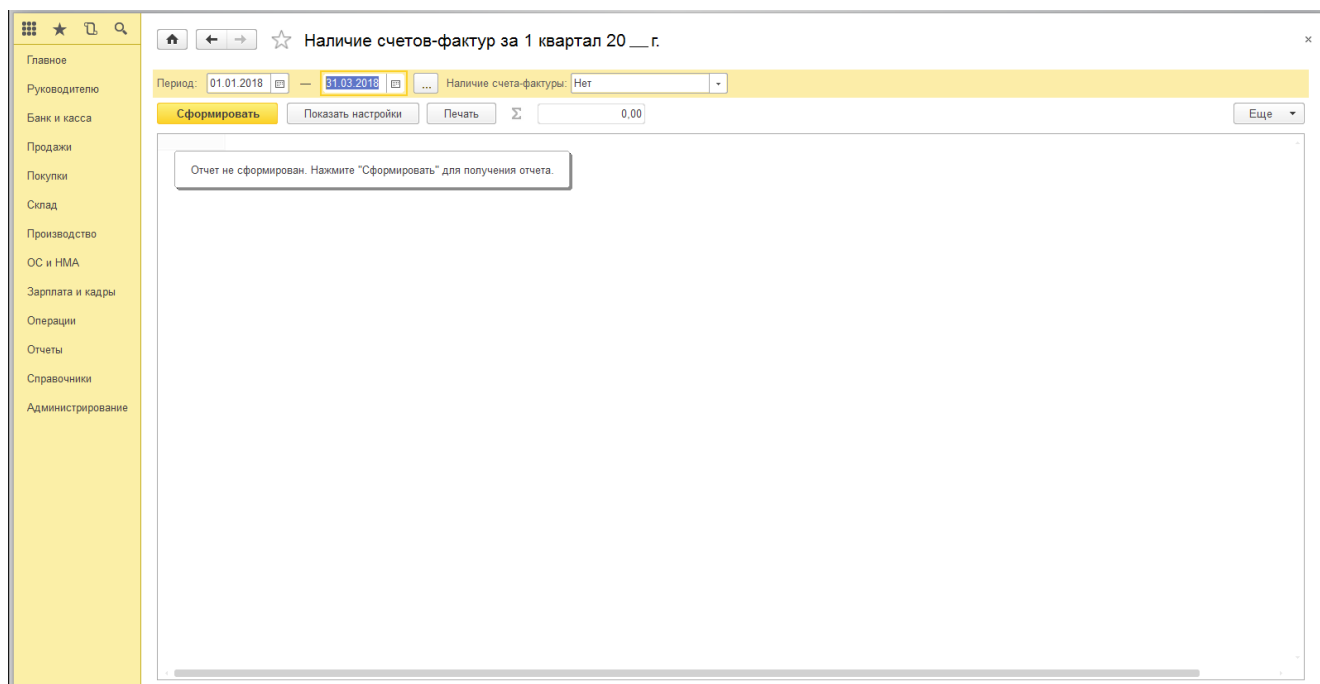 Наличие счетов-фактур за 1 квартал 20 __ г.
Период: 01.01.2018 — 31.03.2018 ... Наличие счета-фактуры: Нет
Сформировать Показать настройки Печать Σ 0,00 Еще
Отчет не сформирован. Нажмите "Сформировать" для получения отчета.
Главное
Руководителю
Банк и касса
Продажи
Покупки
Склад
Производство
ОС и НМА
Зарплата и кадры
Операции
Отчеты
Справочники
Администрирование